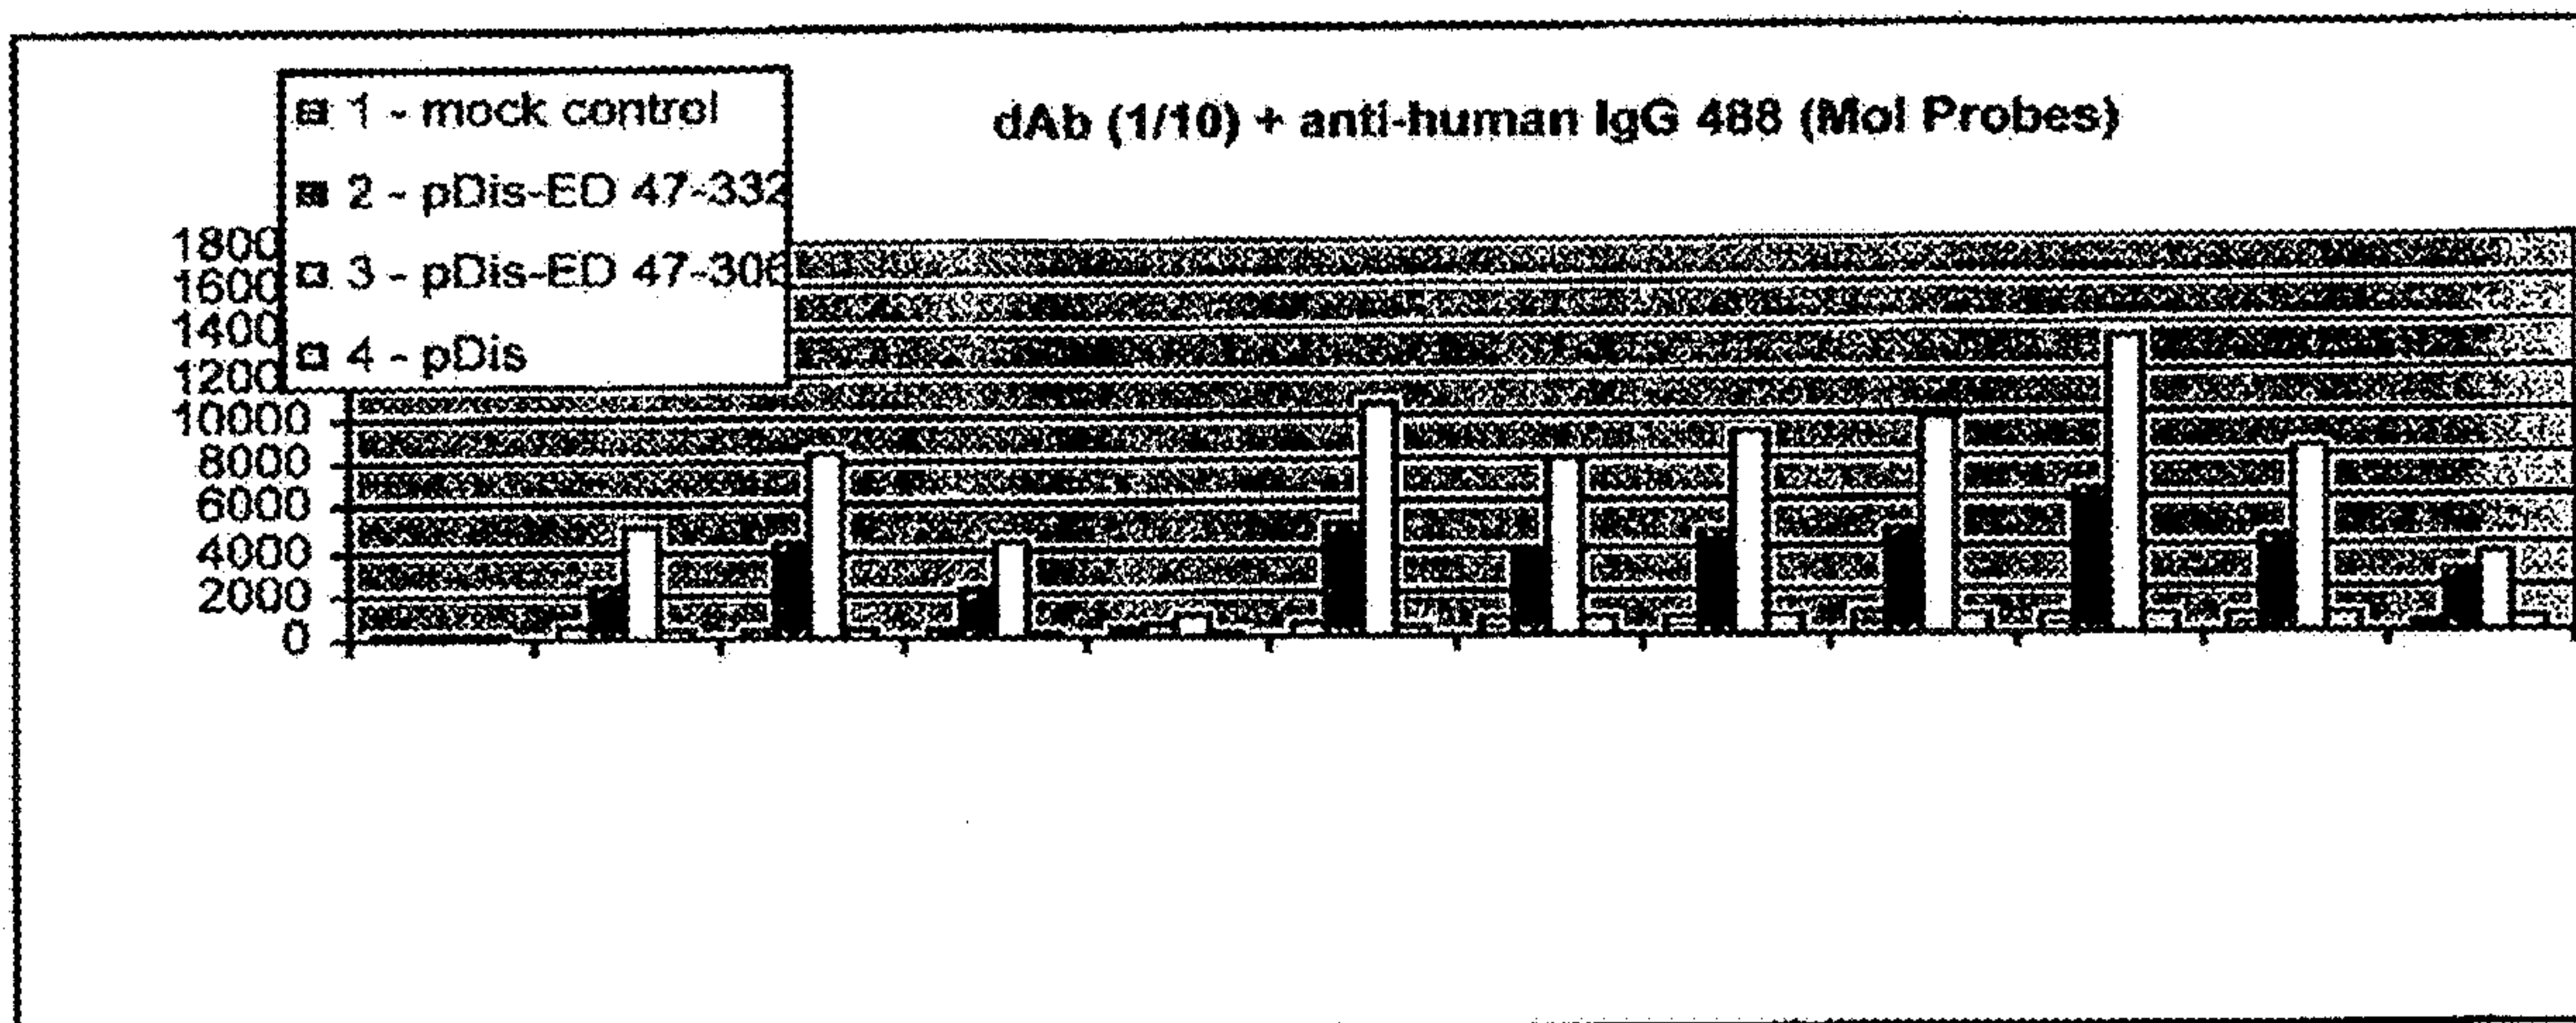 1 - mock control
dAb (1/10) + anti-human IgG 488 (Mol Probes)
2 - pDis-ED 47-332
3 - pDis-ED 47-306
4 - pDis
1800
1600
1400
1200
10000
8000
6000
4000
2000
0